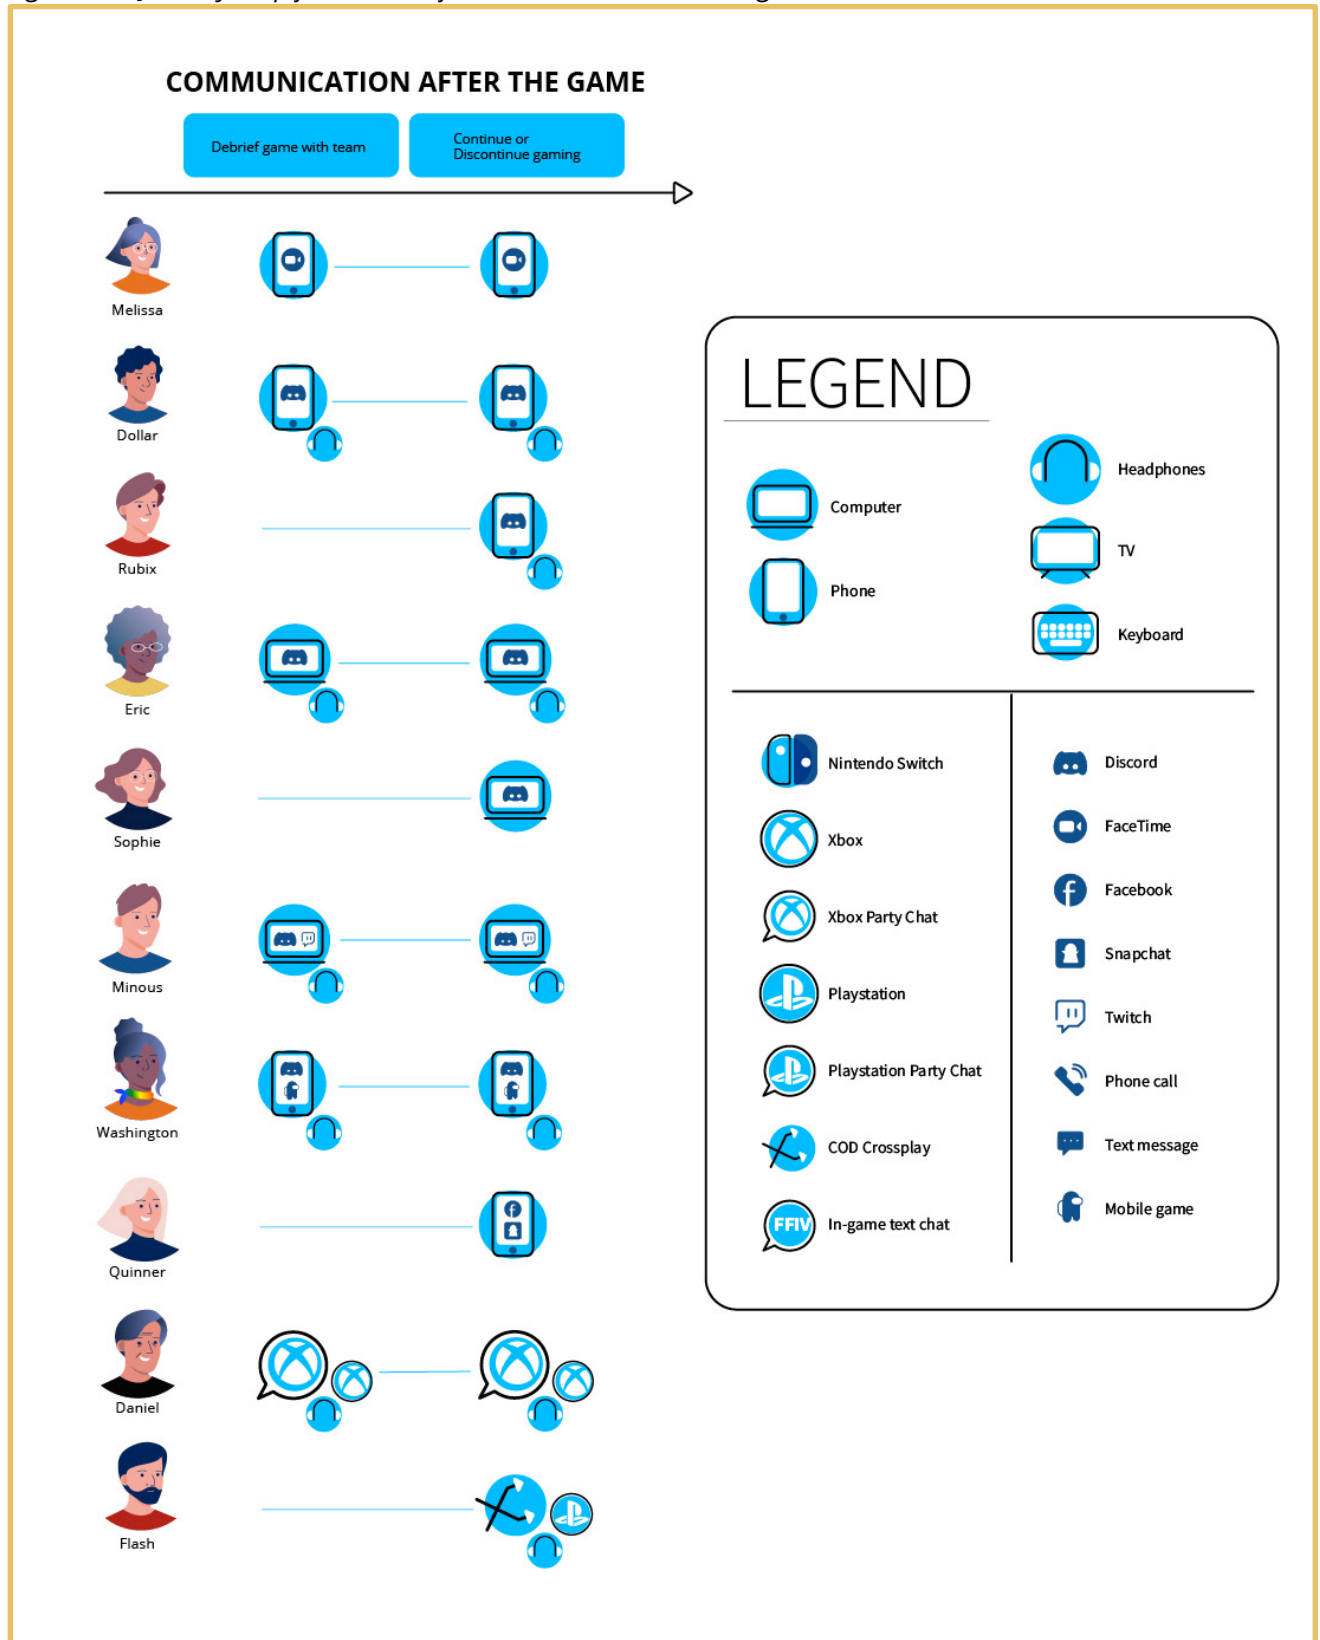 COMMUNICATION AFTER THE GAME
Debrief game with team
Continue or
Discontinue gaming
Melissa
Dollar
Rubix
Eric
Sophie
Minous
Washington
Quinner
Daniel
Flash
LEGEND
Computer
Phone
Headphones
TV
Keyboard
Nintendo Switch
Xbox
Xbox Party Chat
Playstation
Playstation Party Chat
COD Crossplay
FFIV
In-game text chat
Discord
FaceTime
Facebook
Snapchat
Twitch
Phone call
Text message
Mobile game